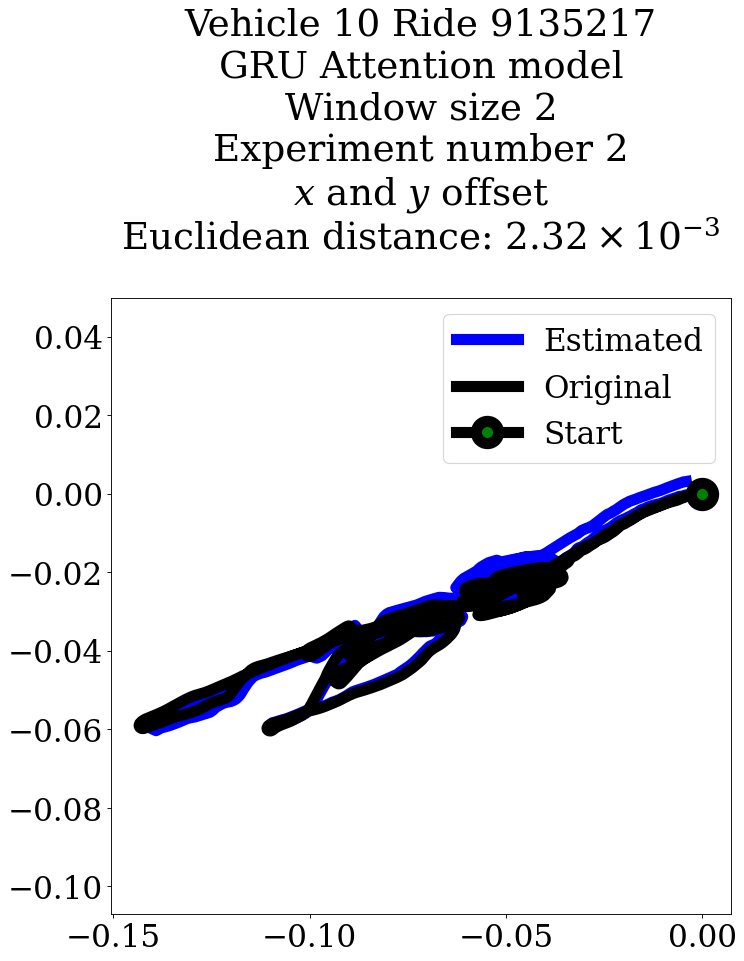 Vehicle 10 Ride 9135217
GRU Attention model
Window size 2
Experiment number 2
x and y offset
Euclidean distance: 2.32 × 10⁻³
Estimated
Original
Start
0.04
0.02
0.00
−0.02
−0.04
−0.06
−0.08
−0.10
−0.15 −0.10 −0.05 0.00